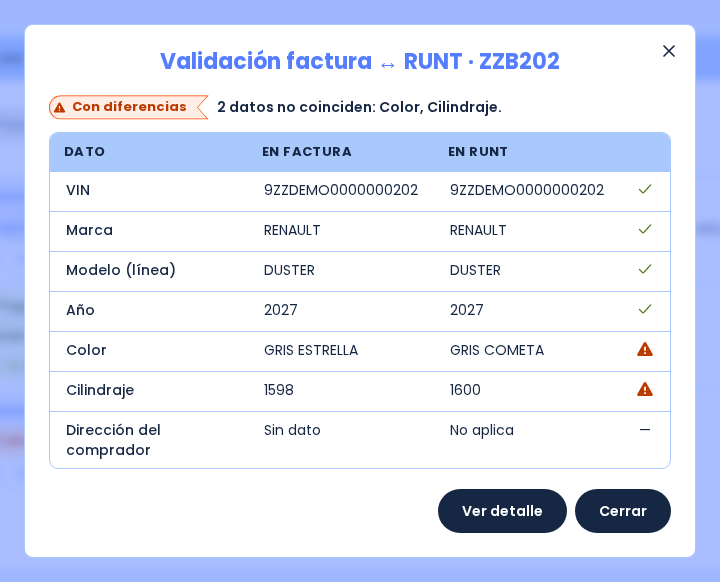 Validación factura ↔ RUNT · ZZB202
Con diferencias 2 datos no coinciden: Color, Cilindraje.
DATO EN FACTURA EN RUNT
VIN 9ZZDEMO0000000202 9ZZDEMO0000000202
Marca RENAULT RENAULT
Modelo (línea) DUSTER DUSTER
Año 2027 2027
Color GRIS ESTRELLA GRIS COMETA
Cilindraje 1598 1600
Dirección del Sin dato No aplica —
comprador
Ver detalle Cerrar